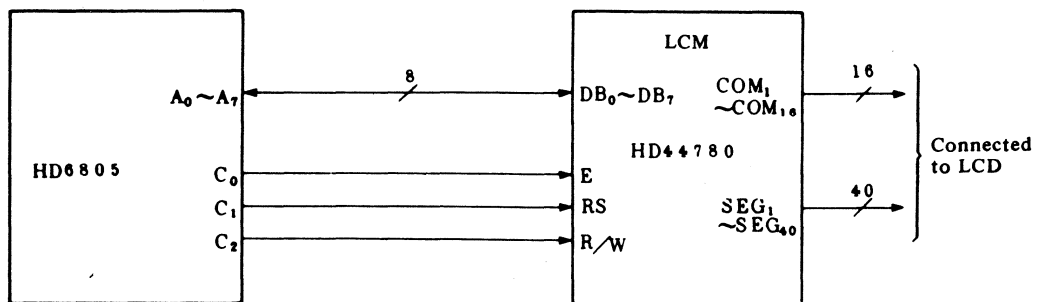 HD6805
A₀~A₇
C₀
C₁
C₂
8
LCM
DB₀~DB₇
COM₁
~COM₁₆
HD44780
E
RS
R/W
SEG₁
~SEG₄₀
16
40
Connected
to LCD